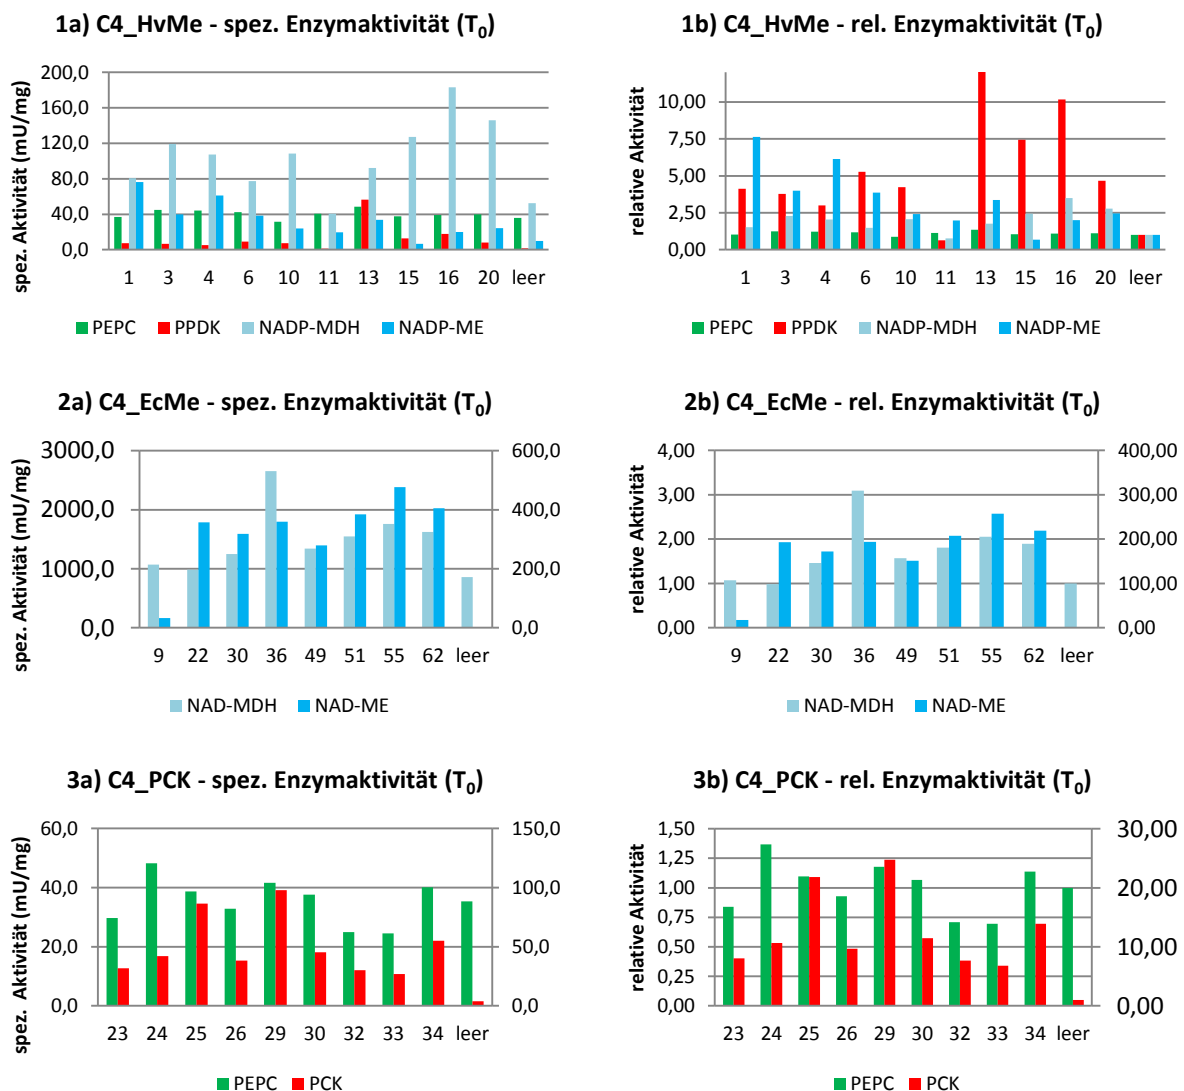 1a) C4_HvMe - spez. Enzymaktivität (T0)
spez. Aktivität (mU/mg)
200,0
160,0
120,0
80,0
40,0
0,0
1 3 4 6 10 11 13 15 16 20 leer
PEPC PPDK NADP-MDH NADP-ME
1b) C4_HvMe - rel. Enzymaktivität (T0)
relative Aktivität
10,00
7,50
5,00
2,50
0,00
1 3 4 6 10 11 13 15 16 20 leer
PEPC PPDK NADP-MDH NADP-ME
2a) C4_EcMe - spez. Enzymaktivität (T0)
spez. Aktivität (mU/mg)
3000,0 600,0
2000,0 400,0
1000,0 200,0
0,0 0,0
9 22 30 36 49 51 55 62 leer
NAD-MDH NAD-ME
2b) C4_EcMe - rel. Enzymaktivität (T0)
relative Aktivität
4,00 400,00
3,00 300,00
2,00 200,00
1,00 100,00
0,00 0,00
9 22 30 36 49 51 55 62 leer
NAD-MDH NAD-ME
3a) C4_PCK - spez. Enzymaktivität (T0)
spez. Aktivität (mU/mg)
60,0 150,0
40,0 100,0
20,0 50,0
0,0 0,0
23 24 25 26 29 30 32 33 34 leer
PEPC PCK
3b) C4_PCK - rel. Enzymaktivität (T0)
relative Aktivität
1,50 30,00
1,25
1,00 20,00
0,75
0,50 10,00
0,25
0,00 0,00
23 24 25 26 29 30 32 33 34 leer
PEPC PCK